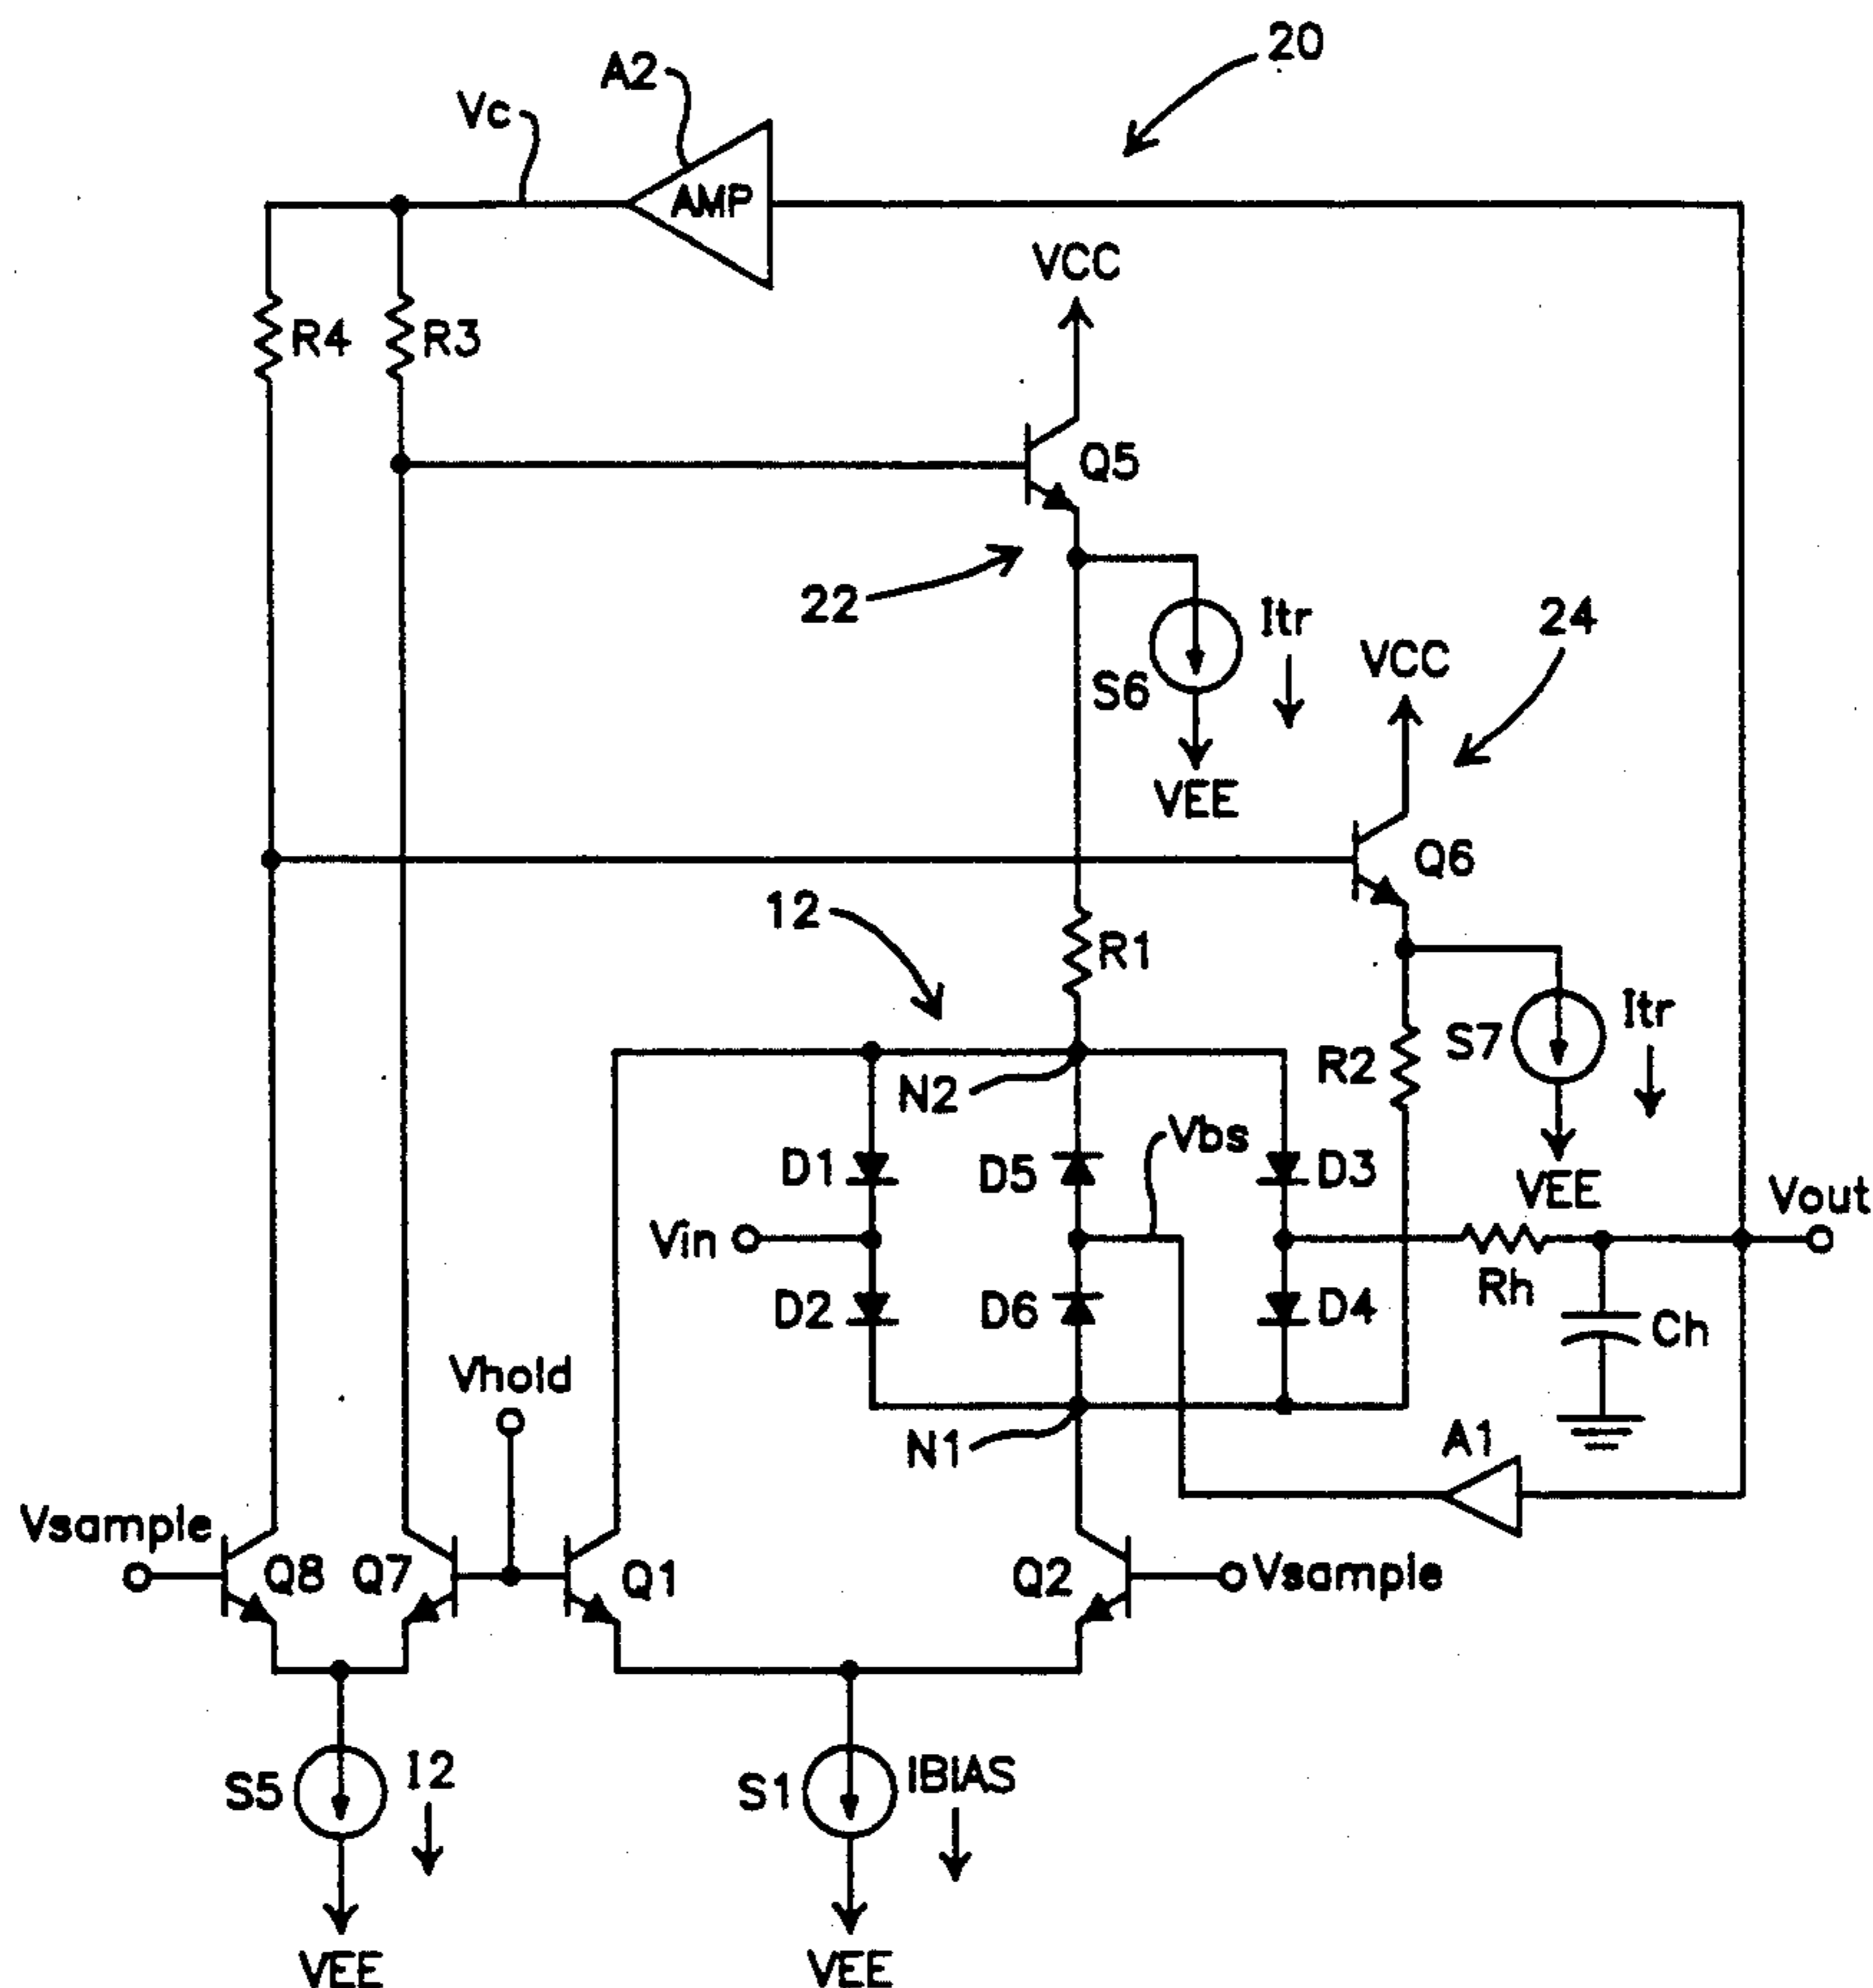 20
A2
Vc
AMP
VCC
R4
R3
Q5
22
Itr
24
S6
VCC
VEE
Q6
12
R1
Itr
S7
R2
N2
Vbs
D1
D5
D3
VEE
Vout
Vin
Rh
D2
D6
D4
Ch
Vhold
N1
A1
Vsample
Q8
Q7
Q1
Q2
Vsample
S5
I2
S1
IBIAS
VEE
VEE